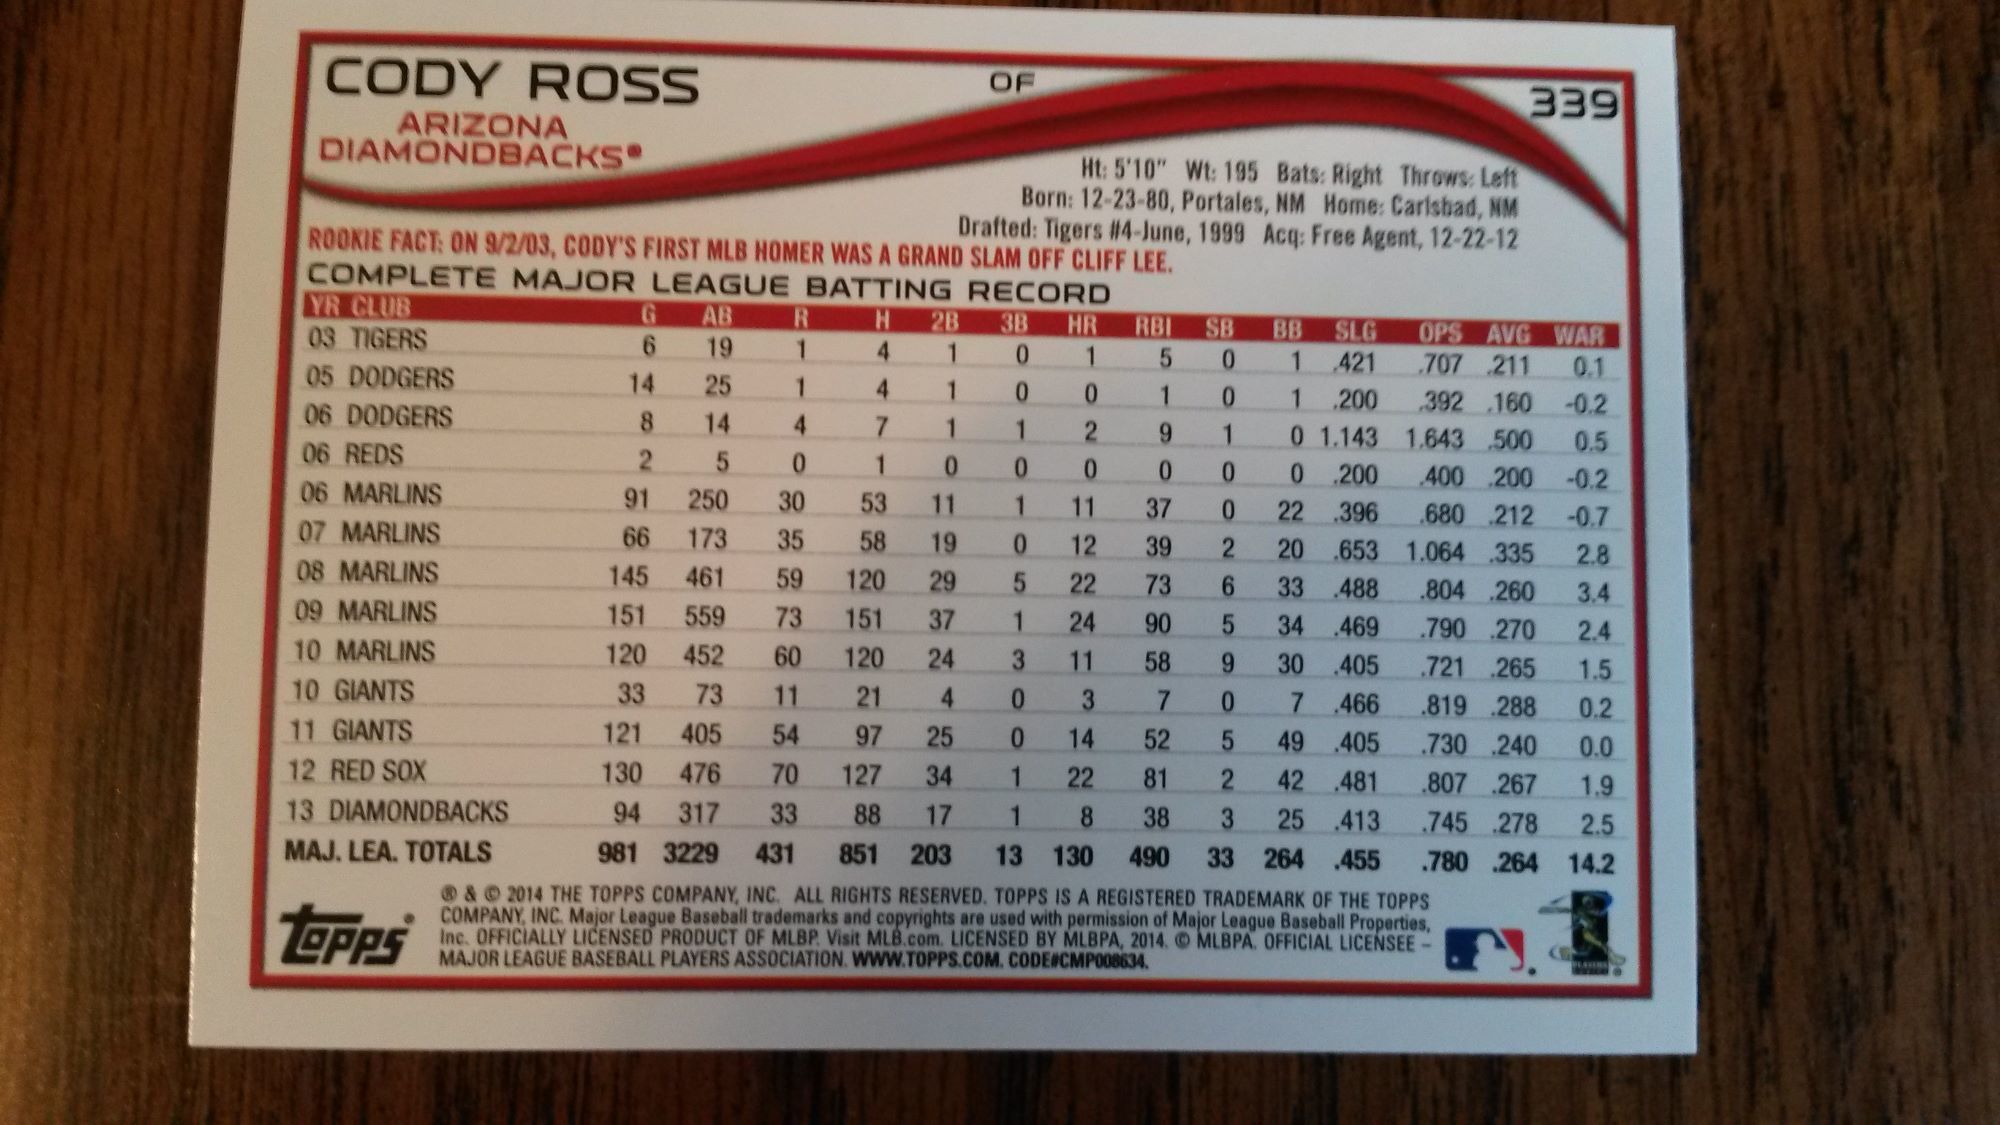 CODY ROSS OF 339
ARIZONA
DIAMONDBACKS®
Ht: 5'10" Wt: 195 Bats: Right Throws: Left
Born: 12-23-80, Portales, NM Home: Carlsbad, NM
Drafted: Tigers #4-June, 1999 Acq: Free Agent, 12-22-12
ROOKIE FACT: ON 9/2/03, CODY'S FIRST MLB HOMER WAS A GRAND SLAM OFF CLIFF LEE.
COMPLETE MAJOR LEAGUE BATTING RECORD
YR CLUB G AB R H 2B 3B HR RBI SB BB SLG OPS AVG WAR
03 TIGERS 6 19 1 4 1 0 1 5 0 1 .421 .707 .211 0.1
05 DODGERS 14 25 1 4 1 0 0 1 0 1 .200 .392 .160 -0.2
06 DODGERS 8 14 4 7 1 1 2 9 1 0 1.143 1.643 .500 0.5
06 REDS 2 5 0 1 0 0 0 0 0 0 .200 .400 .200 -0.2
06 MARLINS 91 250 30 53 11 1 11 37 0 22 .396 .680 .212 -0.7
07 MARLINS 66 173 35 58 19 0 12 39 2 20 .653 1.064 .335 2.8
08 MARLINS 145 461 59 120 29 5 22 73 6 33 .488 .804 .260 3.4
09 MARLINS 151 559 73 151 37 1 24 90 5 34 .469 .790 .270 2.4
10 MARLINS 120 452 60 120 24 3 11 58 9 30 .405 .721 .265 1.5
10 GIANTS 33 73 11 21 4 0 3 7 0 7 .466 .819 .288 0.2
11 GIANTS 121 405 54 97 25 0 14 52 5 49 .405 .730 .240 0.0
12 RED SOX 130 476 70 127 34 1 22 81 2 42 .481 .807 .267 1.9
13 DIAMONDBACKS 94 317 33 88 17 1 8 38 3 25 .413 .745 .278 2.5
MAJ. LEA. TOTALS 981 3229 431 851 203 13 130 490 33 264 .455 .780 .264 14.2
® & © 2014 THE TOPPS COMPANY, INC. ALL RIGHTS RESERVED. TOPPS IS A REGISTERED TRADEMARK OF THE TOPPS
COMPANY, INC. Major League Baseball trademarks and copyrights are used with permission of Major League Baseball Properties,
Inc. OFFICIALLY LICENSED PRODUCT OF MLBP. Visit MLB.com. LICENSED BY MLBPA, 2014. © MLBPA. OFFICIAL LICENSEE –
MAJOR LEAGUE BASEBALL PLAYERS ASSOCIATION. WWW.TOPPS.COM. CODE#CMP008634.
Topps®